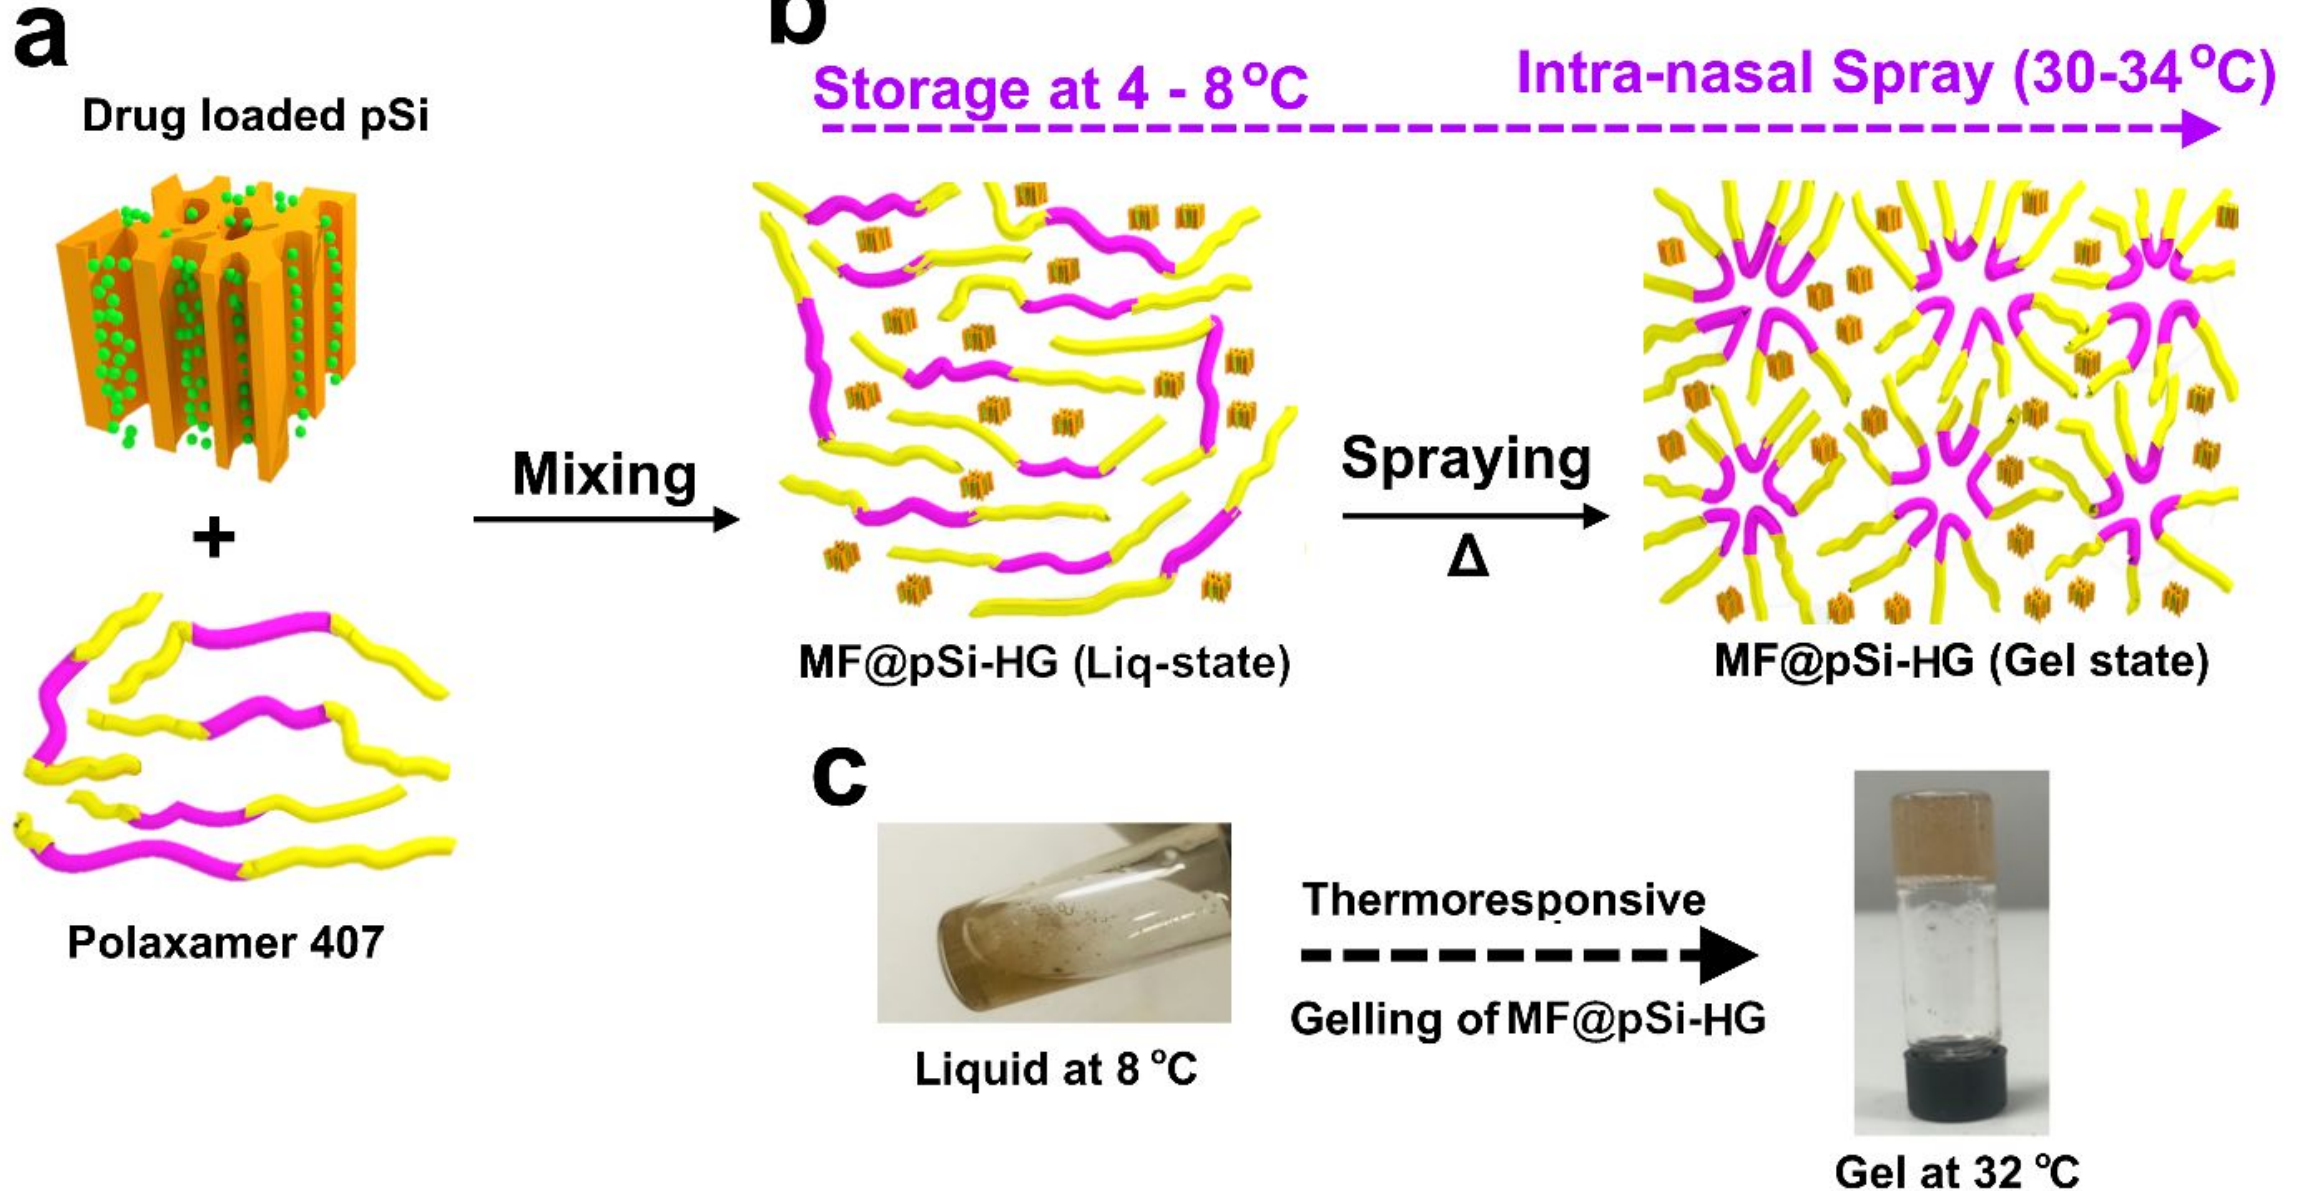 a
Drug loaded pSi
+
Polaxamer 407
Mixing
b
Storage at 4 - 8 °C
Intra-nasal Spray (30-34 °C)
MF@pSi-HG (Liq-state)
Spraying
Δ
MF@pSi-HG (Gel state)
c
Liquid at 8 °C
Thermoresponsive
Gelling of MF@pSi-HG
Gel at 32 °C